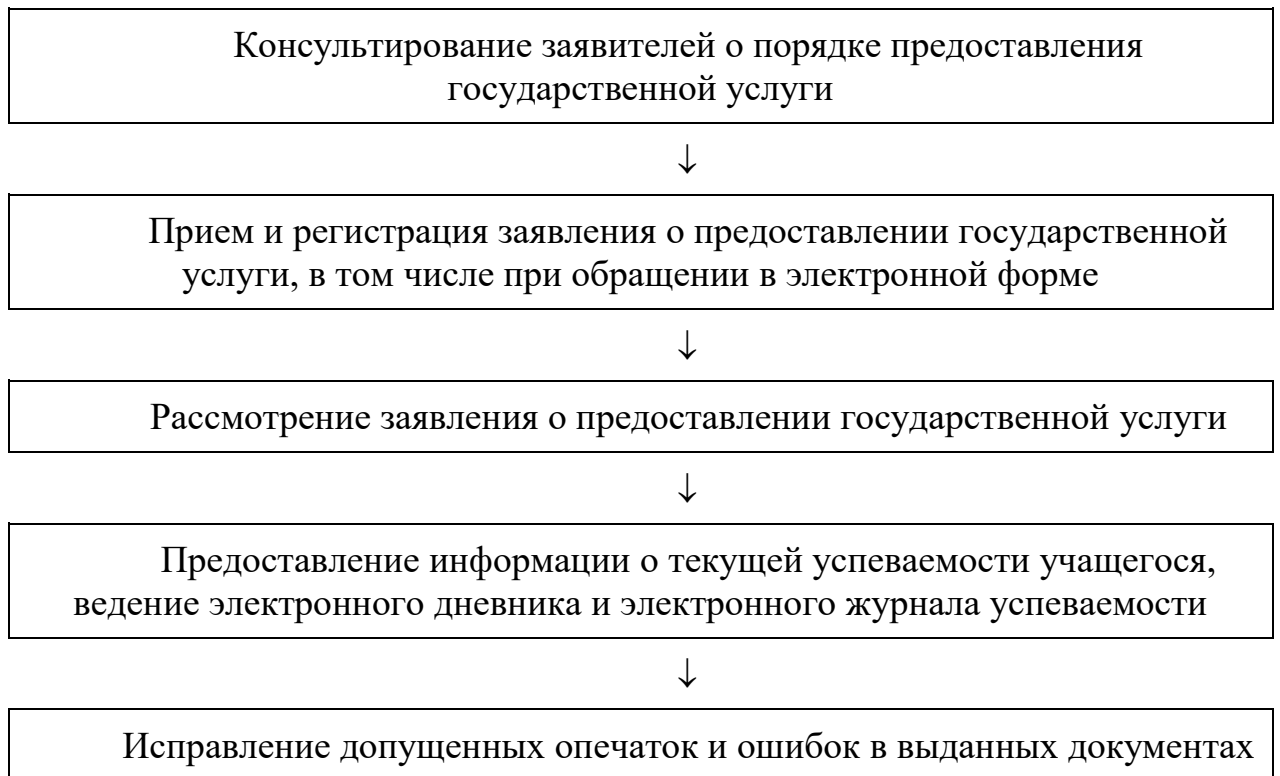 Консультирование заявителей о порядке предоставления
государственной услуги
↓
Прием и регистрация заявления о предоставлении государственной
услуги, в том числе при обращении в электронной форме
↓
Рассмотрение заявления о предоставлении государственной услуги
↓
Предоставление информации о текущей успеваемости учащегося,
ведение электронного дневника и электронного журнала успеваемости
↓
Исправление допущенных опечаток и ошибок в выданных документах